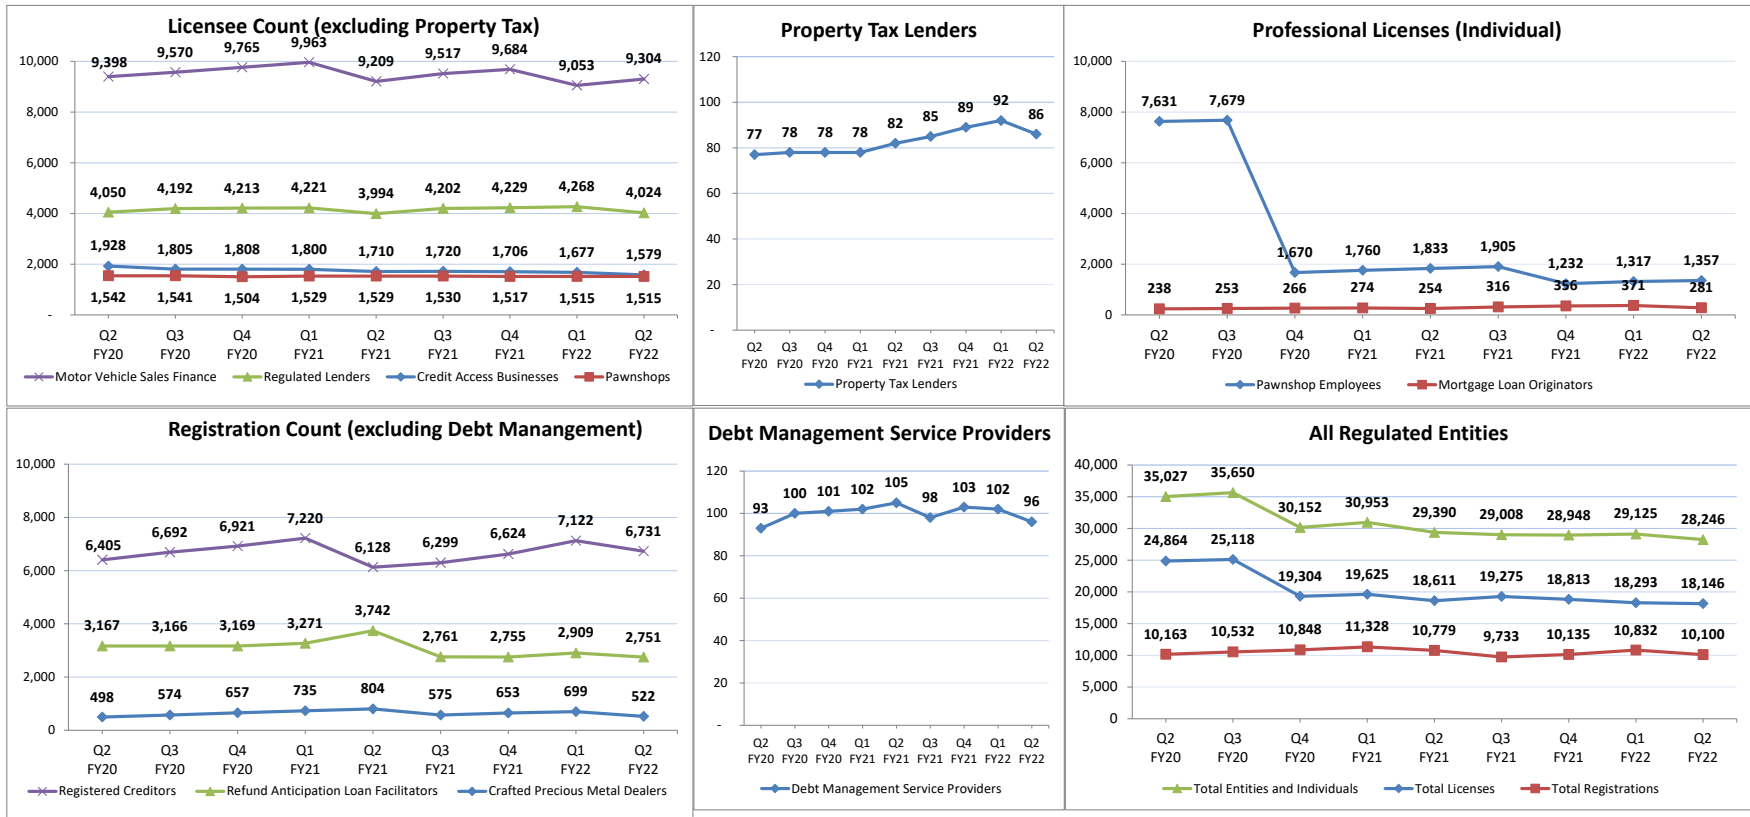 Licensee Count (excluding Property Tax)
10,000
8,000
6,000
4,000
2,000
-
9,398 9,570 9,765 9,963 9,209 9,517 9,684 9,053 9,304
4,050 4,192 4,213 4,221 3,994 4,202 4,229 4,268 4,024
1,928 1,805 1,808 1,800 1,710 1,720 1,706 1,677 1,579
1,542 1,541 1,504 1,529 1,529 1,530 1,517 1,515 1,515
Q2 Q3 Q4 Q1 Q2 Q3 Q4 Q1 Q2
FY20 FY20 FY20 FY21 FY21 FY21 FY21 FY22 FY22
Motor Vehicle Sales Finance Regulated Lenders Credit Access Businesses Pawnshops
Property Tax Lenders
120
100
80
60
40
20
-
77 78 78 78 82 85 89 92 86
Q2 Q3 Q4 Q1 Q2 Q3 Q4 Q1 Q2
FY20 FY20 FY20 FY21 FY21 FY21 FY21 FY22 FY22
Property Tax Lenders
Professional Licenses (Individual)
10,000
8,000
6,000
4,000
2,000
0
7,631 7,679 1,670 1,760 1,833 1,905 1,232 1,317 1,357
238 253 266 274 254 316 356 371 281
Q2 Q3 Q4 Q1 Q2 Q3 Q4 Q1 Q2
FY20 FY20 FY20 FY21 FY21 FY21 FY21 FY22 FY22
Pawnshop Employees Mortgage Loan Originators
Registration Count (excluding Debt Manangement)
10,000
8,000
6,000
4,000
2,000
0
6,405 6,692 6,921 7,220 6,128 6,299 6,624 7,122 6,731
3,167 3,166 3,169 3,271 3,742 2,761 2,755 2,909 2,751
498 574 657 735 804 575 653 699 522
Q2 Q3 Q4 Q1 Q2 Q3 Q4 Q1 Q2
FY20 FY20 FY20 FY21 FY21 FY21 FY21 FY22 FY22
Registered Creditors Refund Anticipation Loan Facilitators Crafted Precious Metal Dealers
Debt Management Service Providers
120
100
80
60
40
20
-
93 100 101 102 105 98 103 102 96
Q2 Q3 Q4 Q1 Q2 Q3 Q4 Q1 Q2
FY20 FY20 FY20 FY21 FY21 FY21 FY21 FY22 FY22
Debt Management Service Providers
All Regulated Entities
40,000
35,000
30,000
25,000
20,000
15,000
10,000
5,000
0
35,027 35,650 30,152 30,953 29,390 29,008 28,948 29,125 28,246
24,864 25,118 19,304 19,625 18,611 19,275 18,813 18,293 18,146
10,163 10,532 10,848 11,328 10,779 9,733 10,135 10,832 10,100
Q2 Q3 Q4 Q1 Q2 Q3 Q4 Q1 Q2
FY20 FY20 FY20 FY21 FY21 FY21 FY21 FY22 FY22
Total Entities and Individuals Total Licenses Total Registrations